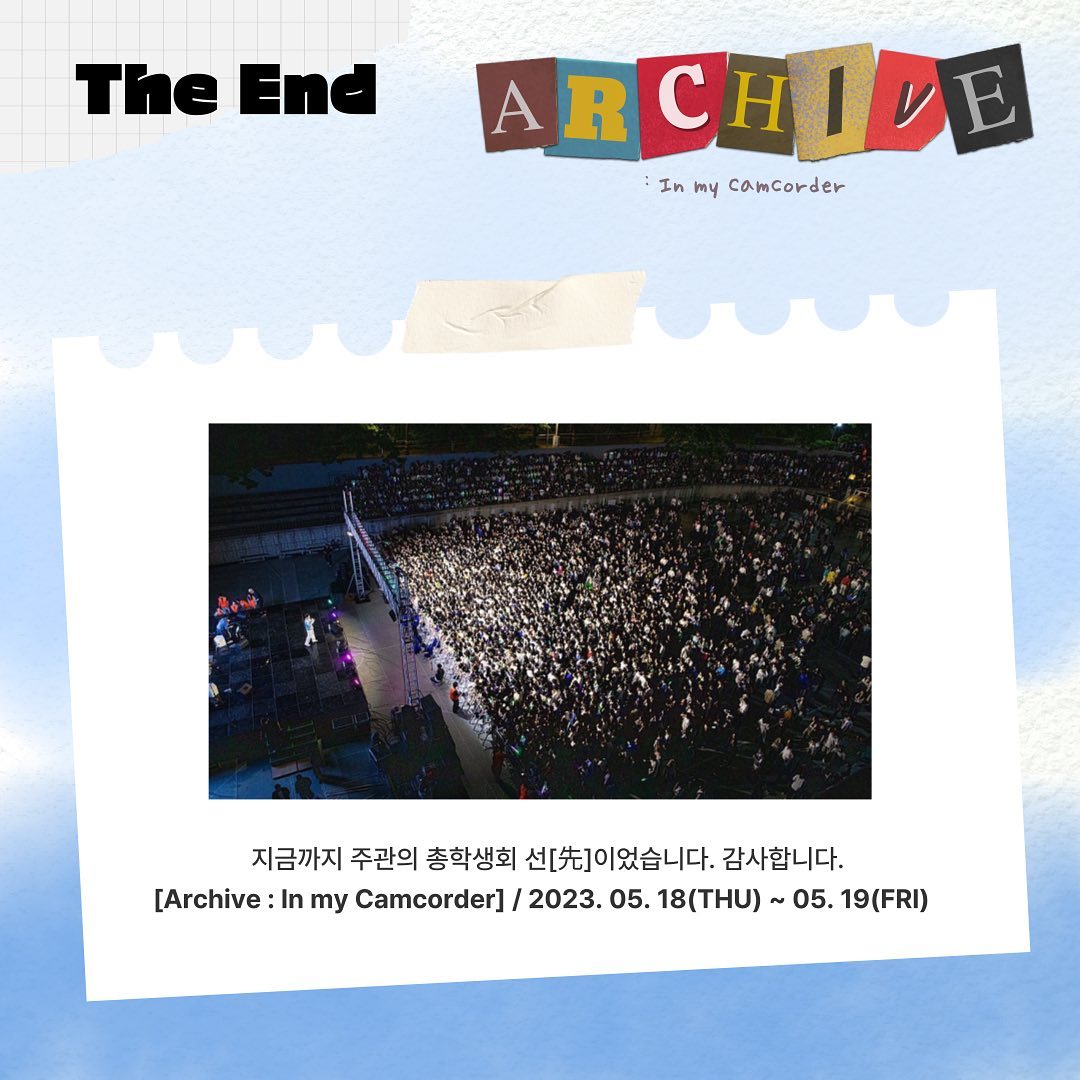 The End
ARCHIVE
: In my Camcorder
지금까지 주관의 총학생회 선[先]이었습니다. 감사합니다.
[Archive : In my Camcorder] / 2023. 05. 18(THU) ~ 05. 19(FRI)